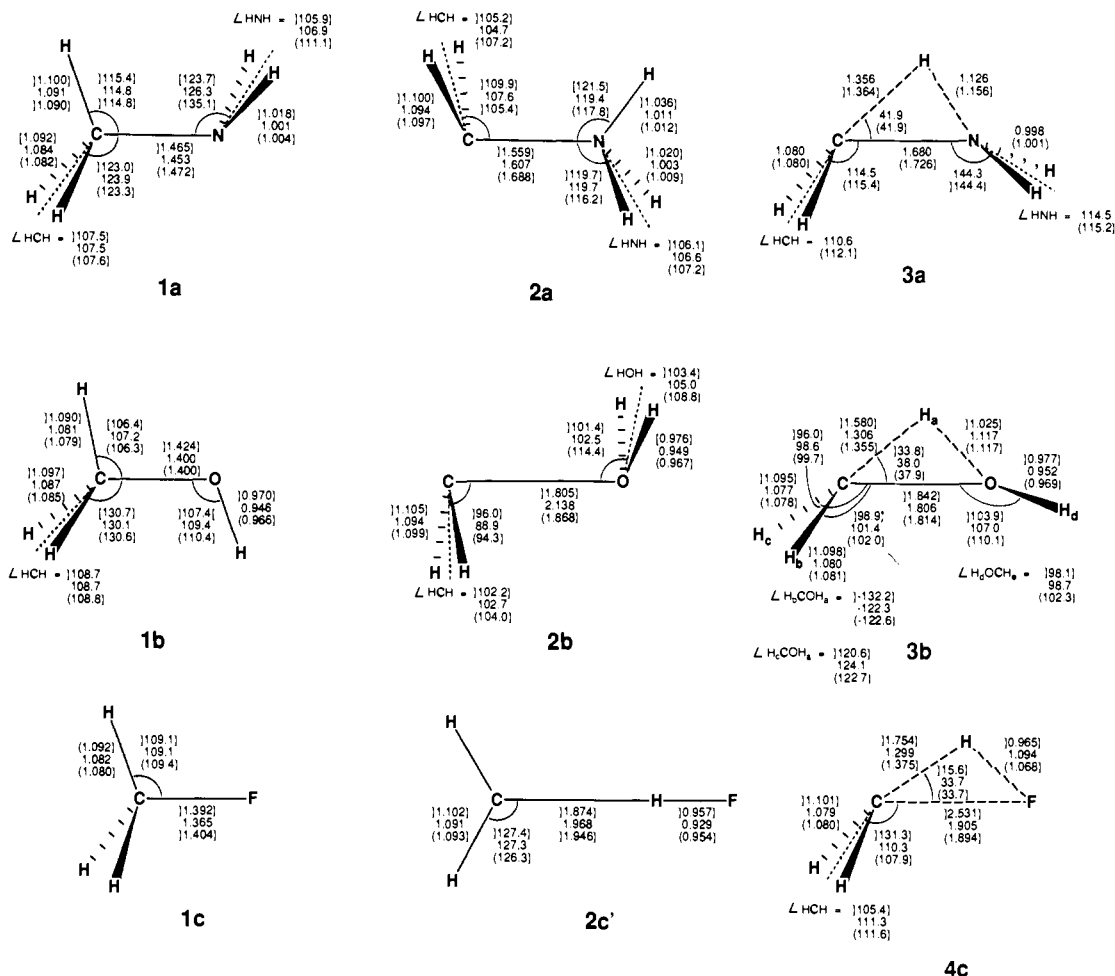 ∠ HNH = ]105.9]
106.9
(111.1)
H
H
H
]1.100]
1.091
]1.090]
]115.4]
114.8
]114.8]
[123.7]
126.3
(135.1)
]1.018]
1.001
(1.004)
C
N
[1.092]
1.084
(1.082)
]123.0]
123.9
(123.3)
]1.465]
1.453
(1.472)
H
H
∠ HCH = ]107.5]
107.5
(107.6)
1a
∠ HCH = ]105.2]
104.7
(107.2)
H
H
H
]1.100]
1.094
(1.097)
]109.9]
107.6
]105.4]
[121.5]
119.4
(117.8)
]1.036]
1.011
(1.012)
C
N
]1.559]
1.607
(1.688)
]119.7]
119.7
(116.2)
]1.020]
1.003
(1.009)
H
H
∠ HNH = ]106.1]
106.6
(107.2)
2a
H
1.356
(1.364)
1.126
(1.156)
41.9
(41.9)
C
N
0.998
(1.001)
1.080
(1.080)
114.5
(115.4)
1.680
(1.726)
144.3
]144.4)
H
H
H
H
∠ HCH = 110.6
(112.1)
∠ HNH = 114.5
(115.2)
3a
H
]1.090]
1.081
(1.079)
[106.4]
107.2
(106.3)
]1.424]
1.400
(1.400)
C
O
]1.097]
1.087
(1.085)
[130.7]
130.1
(130.6)
]107.4]
109.4
(110.4)
]0.970]
0.946
(0.966)
H
H
H
∠ HCH = ]108.7
108.7
(108.8)
1b
∠ HOH = ]103.4]
105.0
(108.8)
H
H
]101.4]
102.5
(114.4)
[0.976]
0.949
(0.967)
C
O
]1.105]
1.094
(1.099)
]96.0]
88.9
(94.3)
]1.805]
2.138
(1.868)
H
H
∠ HCH = ]102.2]
102.7
(104.0)
2b
Ha
]96.0]
98.6
(99.7)
]1.580]
1.306
(1.355)
]1.025]
1.117
(1.117)
[33.8]
38.0
(37.9)
]0.977]
0.952
(0.969)
]1.095]
1.077
(1.078)
C
O
Hd
]98.9]
101.4
(102.0)
]1.842]
1.806
(1.814)
]103.9]
107.0
(110.1)
Hc
Hb
]1.098]
1.080
(1.081)
∠ HbCOHa = ]-132.2]
-122.3
(-122.6)
∠ HdOCHa = ]98.1]
98.7
(102.3)
3b
∠ HcCOHa = ]120.6]
124.1
(122.7)
H
(1.092]
1.082
(1.080)
]109.1]
109.1
(109.4)
C
F
]1.392]
1.365
]1.404)
H
H
1c
H
C
H
F
]1.102]
1.091
(1.093)
]127.4]
127.3
(126.3)
]1.874]
1.968
]1.946)
]0.957]
0.929
(0.954)
H
2c'
H
]1.754]
1.299
(1.375)
]0.965]
1.094
(1.068)
]15.6]
33.7
(33.7)
C
F
]1.101]
1.079
(1.080)
]131.3]
110.3
(107.9)
]2.531]
1.905
(1.894)
H
H
∠ HCH = ]105.4]
111.3
(111.6)
4c